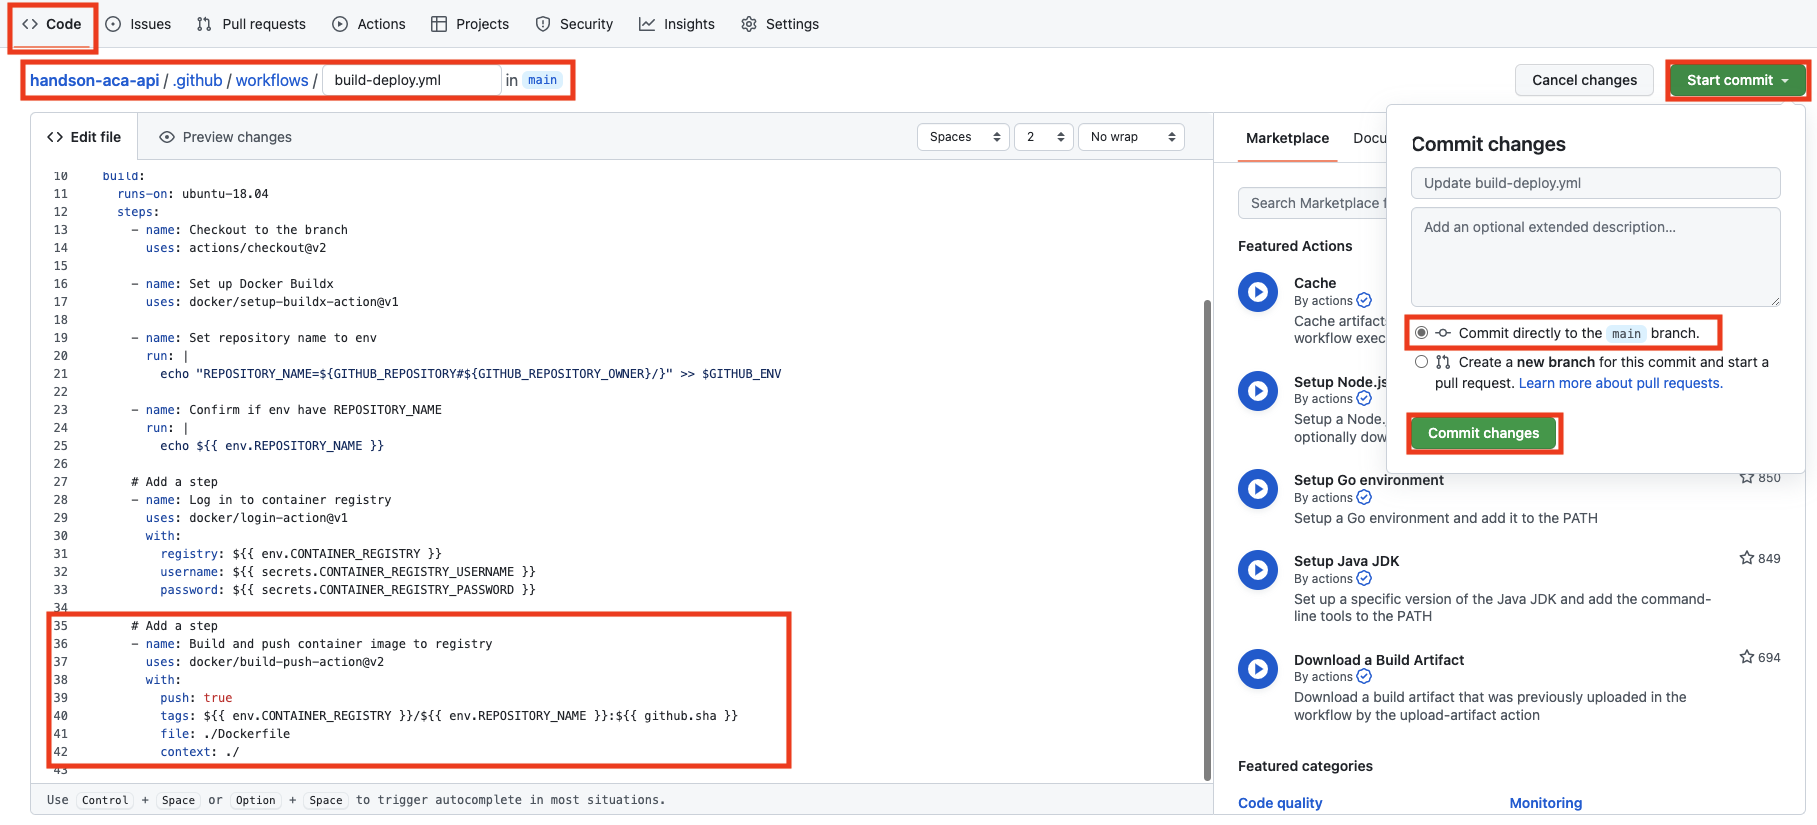 Code
Issues
Pull requests
Actions
Projects
Security
Insights
Settings
handson-aca-api / .github / workflows / build-deploy.yml in main
Cancel changes
Start commit
Edit file
Preview changes
Spaces
2
No wrap
10 build:
11 runs-on: ubuntu-18.04
12 steps:
13 - name: Checkout to the branch
14 uses: actions/checkout@v2
15
16 - name: Set up Docker Buildx
17 uses: docker/setup-buildx-action@v1
18
19 - name: Set repository name to env
20 run: |
21 echo "REPOSITORY_NAME=${GITHUB_REPOSITORY#${GITHUB_REPOSITORY_OWNER}/}" >> $GITHUB_ENV
22
23 - name: Confirm if env have REPOSITORY_NAME
24 run: |
25 echo ${{ env.REPOSITORY_NAME }}
26
27 # Add a step
28 - name: Log in to container registry
29 uses: docker/login-action@v1
30 with:
31 registry: ${{ env.CONTAINER_REGISTRY }}
32 username: ${{ secrets.CONTAINER_REGISTRY_USERNAME }}
33 password: ${{ secrets.CONTAINER_REGISTRY_PASSWORD }}
34
35 # Add a step
36 - name: Build and push container image to registry
37 uses: docker/build-push-action@v2
38 with:
39 push: true
40 tags: ${{ env.CONTAINER_REGISTRY }}/${{ env.REPOSITORY_NAME }}:${{ github.sha }}
41 file: ./Dockerfile
42 context: ./
43
Use Control + Space or Option + Space to trigger autocomplete in most situations.
Marketplace
Docu
Search Marketplace f
Featured Actions
Cache
By actions
Cache artifact
workflow exec
Setup Node.js
By actions
Setup a Node.
optionally dow
Setup Go environment
850
By actions
Setup a Go environment and add it to the PATH
Setup Java JDK
849
By actions
Set up a specific version of the Java JDK and add the command-
line tools to the PATH
Download a Build Artifact
694
By actions
Download a build artifact that was previously uploaded in the
workflow by the upload-artifact action
Featured categories
Code quality
Monitoring
Commit changes
Update build-deploy.yml
Add an optional extended description...
Commit directly to the main branch.
Create a new branch for this commit and start a
pull request. Learn more about pull requests.
Commit changes